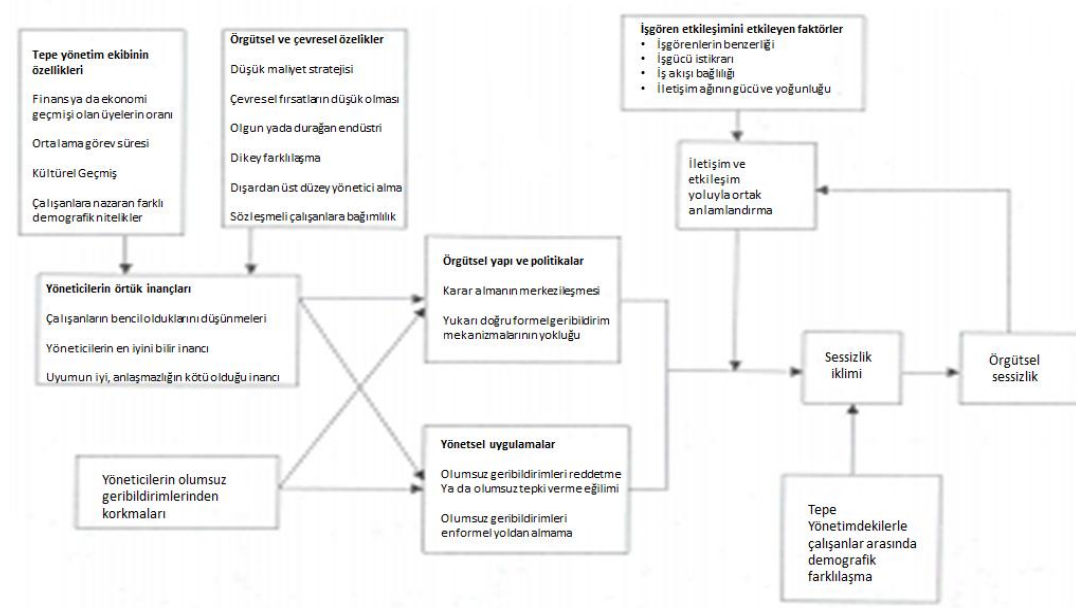 Tepe yönetim ekibinin
özellikleri
Finans ya da ekonomi
geçmişi olan üyelerin oranı
Ortalama görev süresi
Kültürel Geçmiş
Çalışanlara nazaran farklı
demografik nitelikler
Örgütsel ve çevresel özelikler
Düşük maliyet stratejisi
Çevresel fırsatların düşük olması
Olgun yada durağan endüstri
Dikey farklılaşma
Dışardan üst düzey yönetici alma
Sözleşmeli çalışanlara bağımlılık
İşgören etkileşimini etkileyen faktörler
• İşgörenlerin benzerliği
• İşgücü istikrarı
• İş akışı bağlılığı
• İletişim ağının gücü ve yoğunluğu
İletişim ve
etkileşim
yoluyla ortak
anlamlandırma
Yöneticilerin örtük inançları
Çalışanların bencil olduklarını düşünmeleri
Yöneticilerin en iyini bilir inancı
Uyumun iyi, anlaşmazlığın kötü olduğu inancı
Örgütsel yapı ve politikalar
Karar almanın merkezileşmesi
Yukarı doğru formel geribildirim
mekanizmalarının yokluğu
Sessizlik
iklimi
Örgütsel
sessizlik
Yöneticilerin olumsuz
geribildirimlerinden
korkmaları
Yönetsel uygulamalar
Olumsuz geribildirimleri reddetme
Ya da olumsuz tepki verme eğilimi
Olumsuz geribildirimleri
enformel yoldan almama
Tepe
Yönetimdekilerle
çalışanlar arasında
demografik
farklılaşma